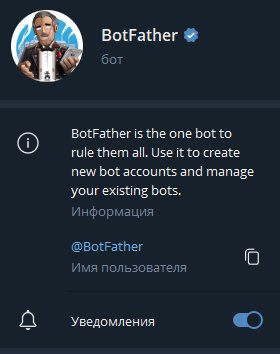 BotFather
бот
BotFather is the one bot to
rule them all. Use it to create
new bot accounts and manage
your existing bots.
Информация
@BotFather
Имя пользователя
Уведомления